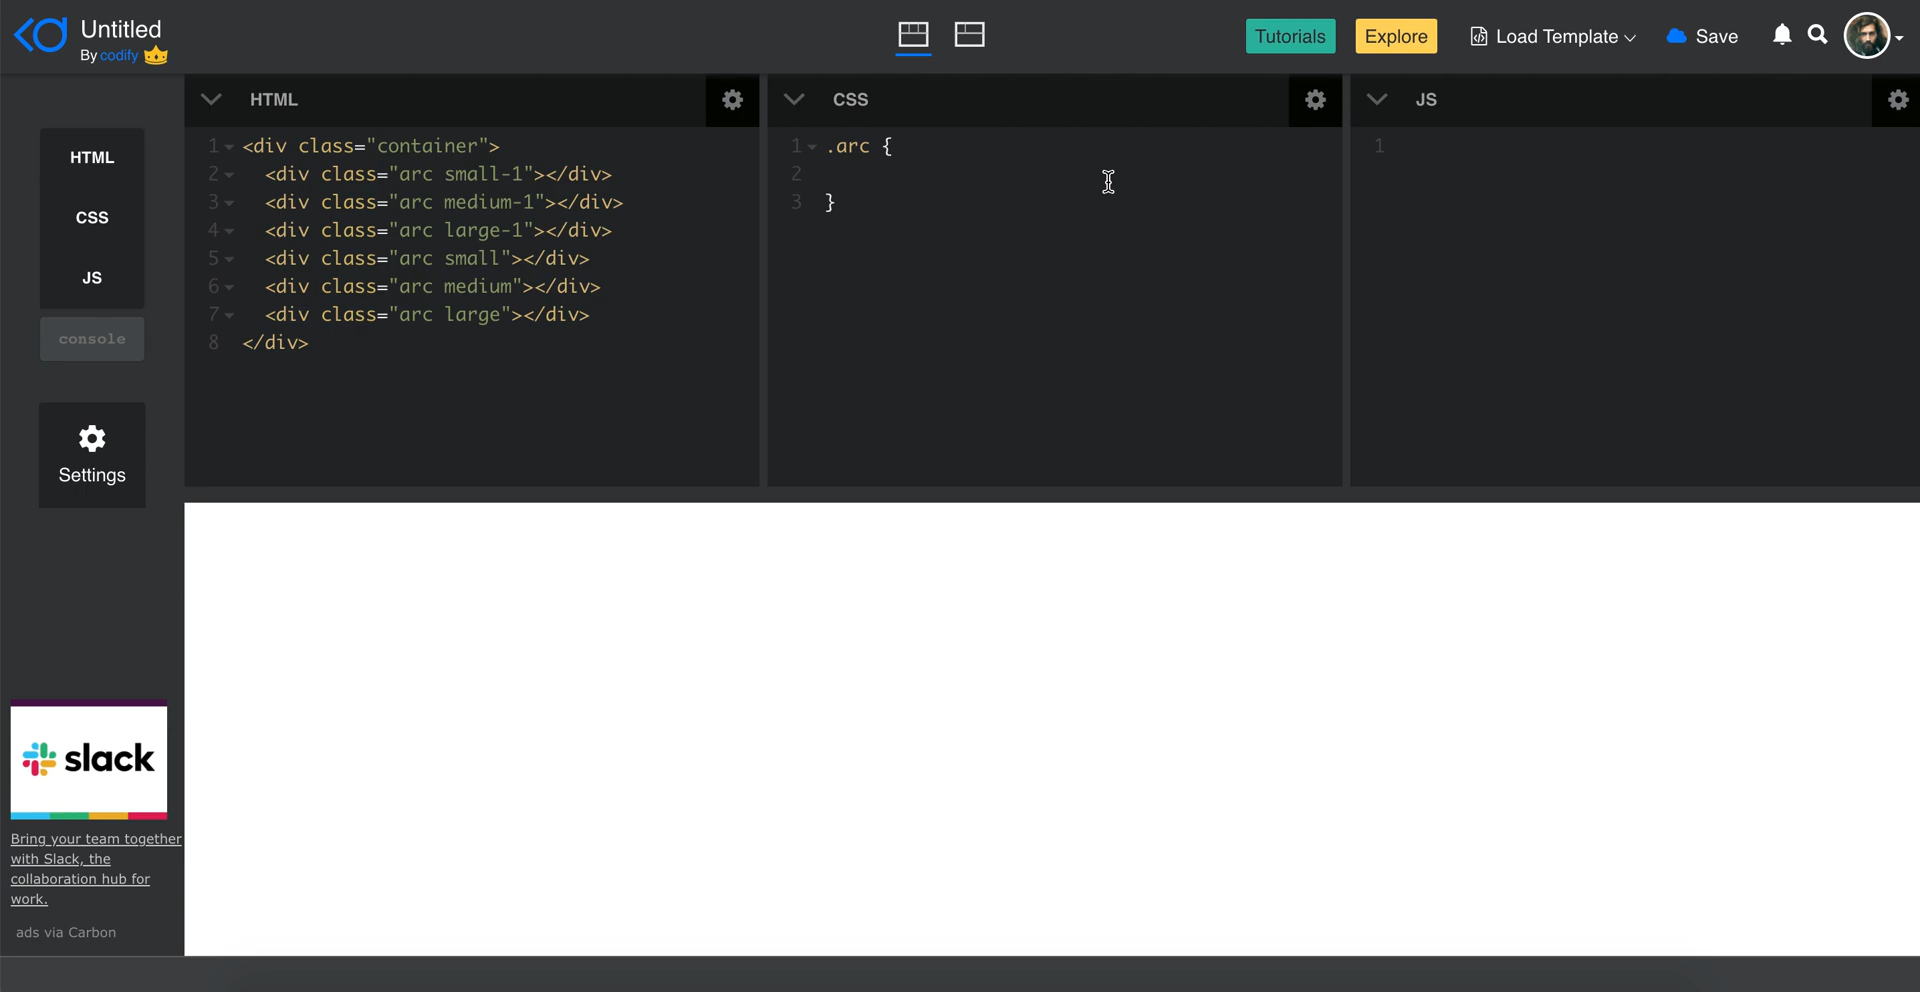 Untitled
By codify
Tutorials
Explore
Load Template
Save
HTML
CSS
JS
console
Settings
HTML
1 <div class="container">
2 <div class="arc small-1"></div>
3 <div class="arc medium-1"></div>
4 <div class="arc large-1"></div>
5 <div class="arc small"></div>
6 <div class="arc medium"></div>
7 <div class="arc large"></div>
8 </div>
CSS
1 .arc {
2
3 }
JS
1
slack
Bring your team together
with Slack, the
collaboration hub for
work.
ads via Carbon